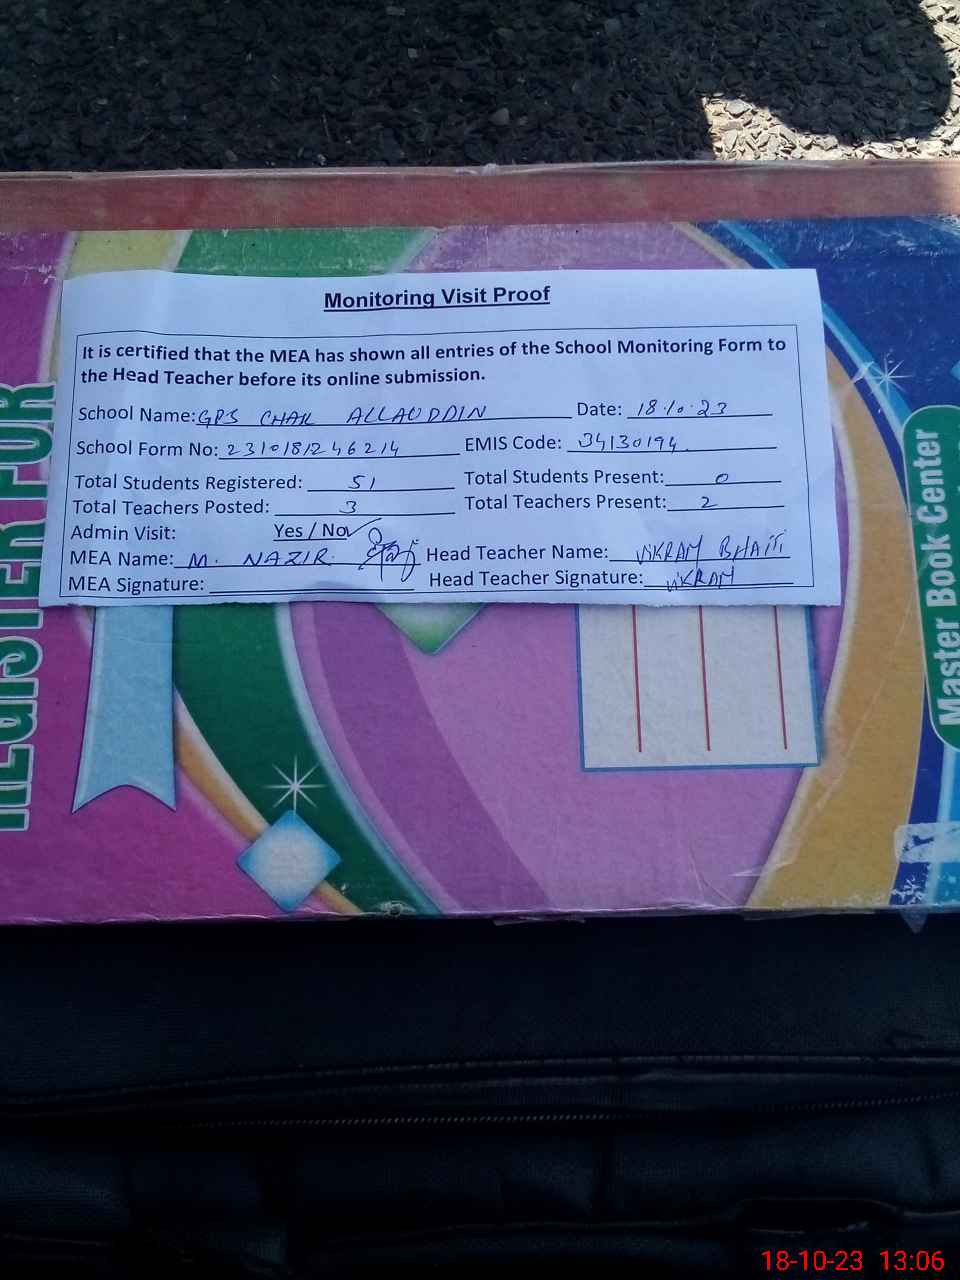 Monitoring Visit Proof
It is certified that the MEA has shown all entries of the School Monitoring Form to
the Head Teacher before its online submission.
School Name: GPS CHAK ALLAUDDIN Date: 18.10.23
School Form No: 2310181246214 EMIS Code: 34130194
Total Students Registered: 51 Total Students Present: 0
Total Teachers Posted: 3 Total Teachers Present: 2
Admin Visit: Yes / No
MEA Name: M. NAZIR Head Teacher Name: VIKRAM BHATTI
MEA Signature: Head Teacher Signature: VIKRAM
REGISTER FOR
Master Book Center
18-10-23 13:06